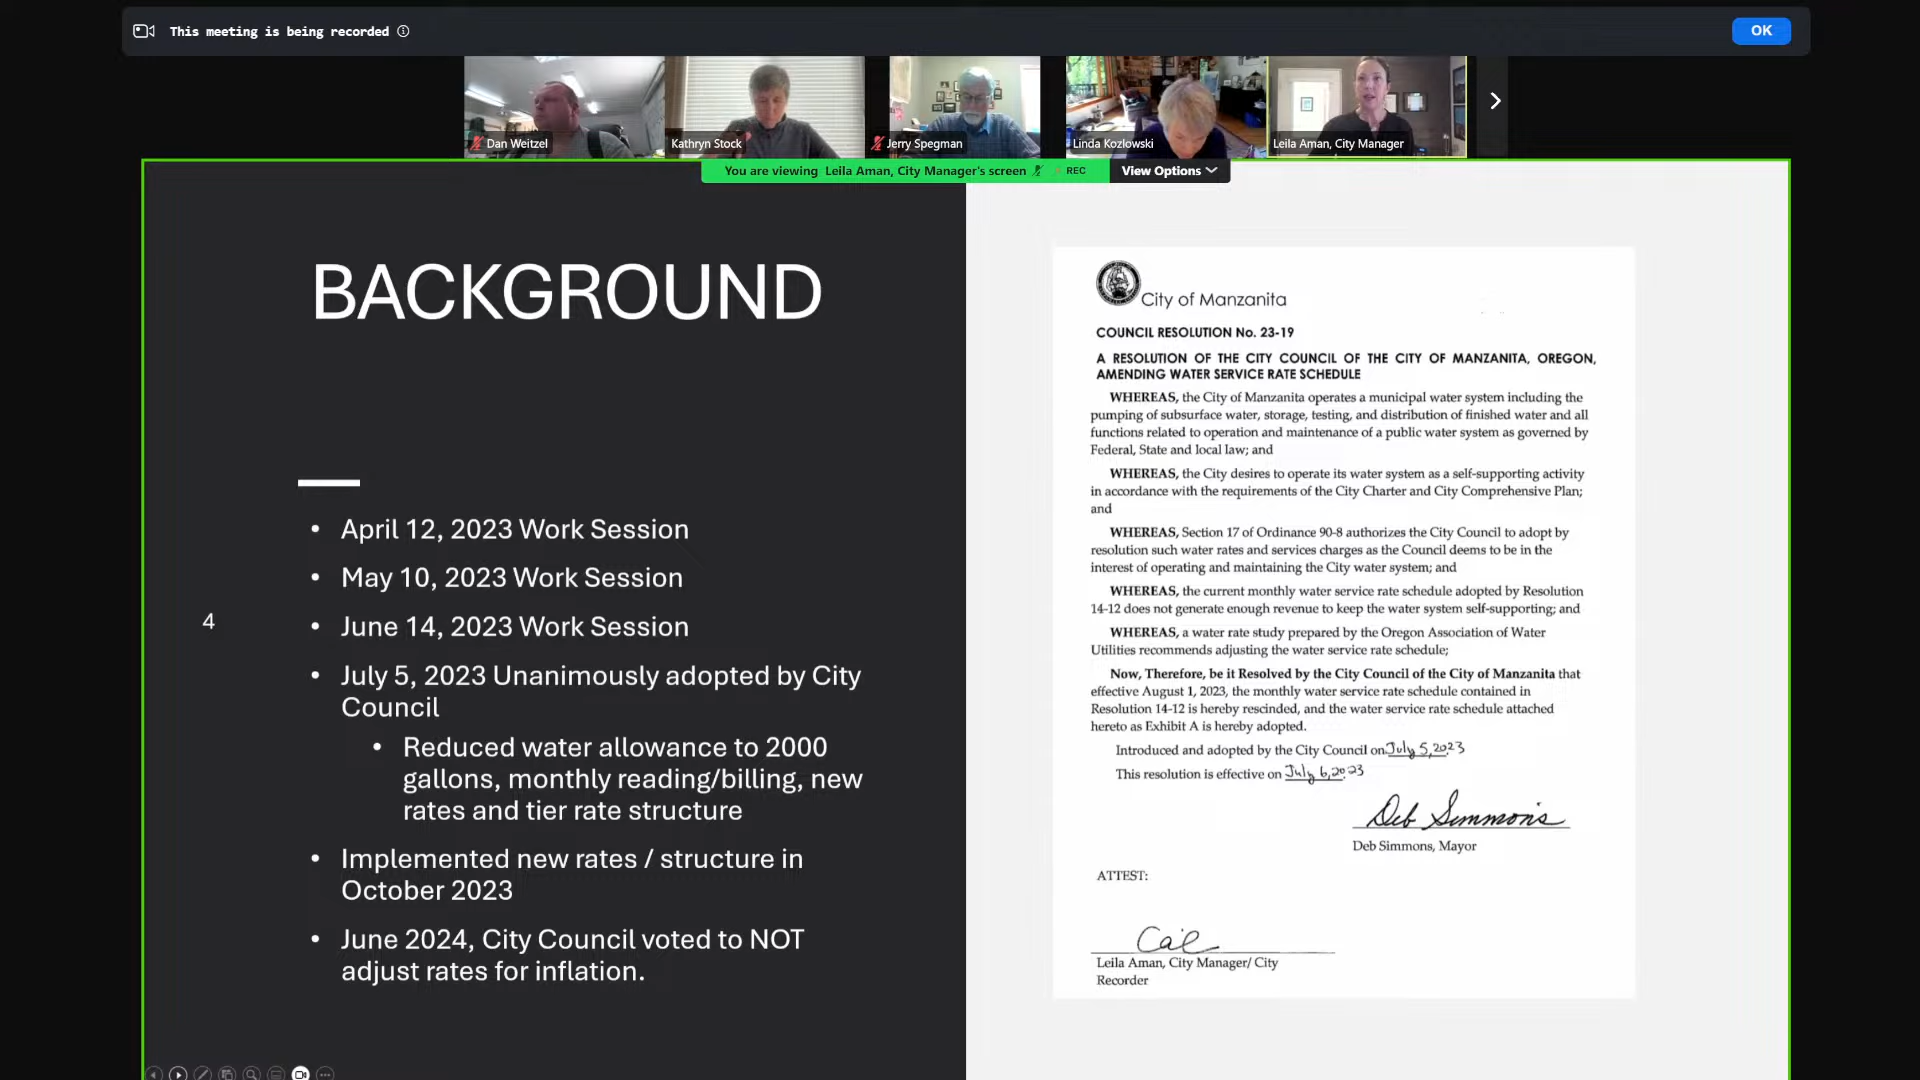 This meeting is being recorded
OK
Dan Weitzel
Kathryn Stock
Jerry Spegman
Linda Kozlowski
Leila Aman, City Manager
You are viewing Leila Aman, City Manager's screen
REC
View Options
BACKGROUND
• April 12, 2023 Work Session
• May 10, 2023 Work Session
• June 14, 2023 Work Session
• July 5, 2023 Unanimously adopted by City
Council
• Reduced water allowance to 2000
gallons, monthly reading/billing, new
rates and tier rate structure
• Implemented new rates / structure in
October 2023
• June 2024, City Council voted to NOT
adjust rates for inflation.
4
City of Manzanita
COUNCIL RESOLUTION No. 23-19
A RESOLUTION OF THE CITY COUNCIL OF THE CITY OF MANZANITA, OREGON,
AMENDING WATER SERVICE RATE SCHEDULE
WHEREAS, the City of Manzanita operates a municipal water system including the
pumping of subsurface water, storage, testing, and distribution of finished water and all
functions related to operation and maintenance of a public water system as governed by
Federal, State and local law; and
WHEREAS, the City desires to operate its water system as a self-supporting activity
in accordance with the requirements of the City Charter and City Comprehensive Plan;
and
WHEREAS, Section 17 of Ordinance 90-8 authorizes the City Council to adopt by
resolution such water rates and services charges as the Council deems to be in the
interest of operating and maintaining the City water system; and
WHEREAS, the current monthly water service rate schedule adopted by Resolution
14-12 does not generate enough revenue to keep the water system self-supporting; and
WHEREAS, a water rate study prepared by the Oregon Association of Water
Utilities recommends adjusting the water service rate schedule;
Now, Therefore, be it Resolved by the City Council of the City of Manzanita that
effective August 1, 2023, the monthly water service rate schedule contained in
Resolution 14-12 is hereby rescinded, and the water service rate schedule attached
hereto as Exhibit A is hereby adopted.
Introduced and adopted by the City Council on July 5, 2023
This resolution is effective on July 6, 2023
Deb Simmons
Deb Simmons, Mayor
ATTEST:
Leila Aman, City Manager/ City
Recorder